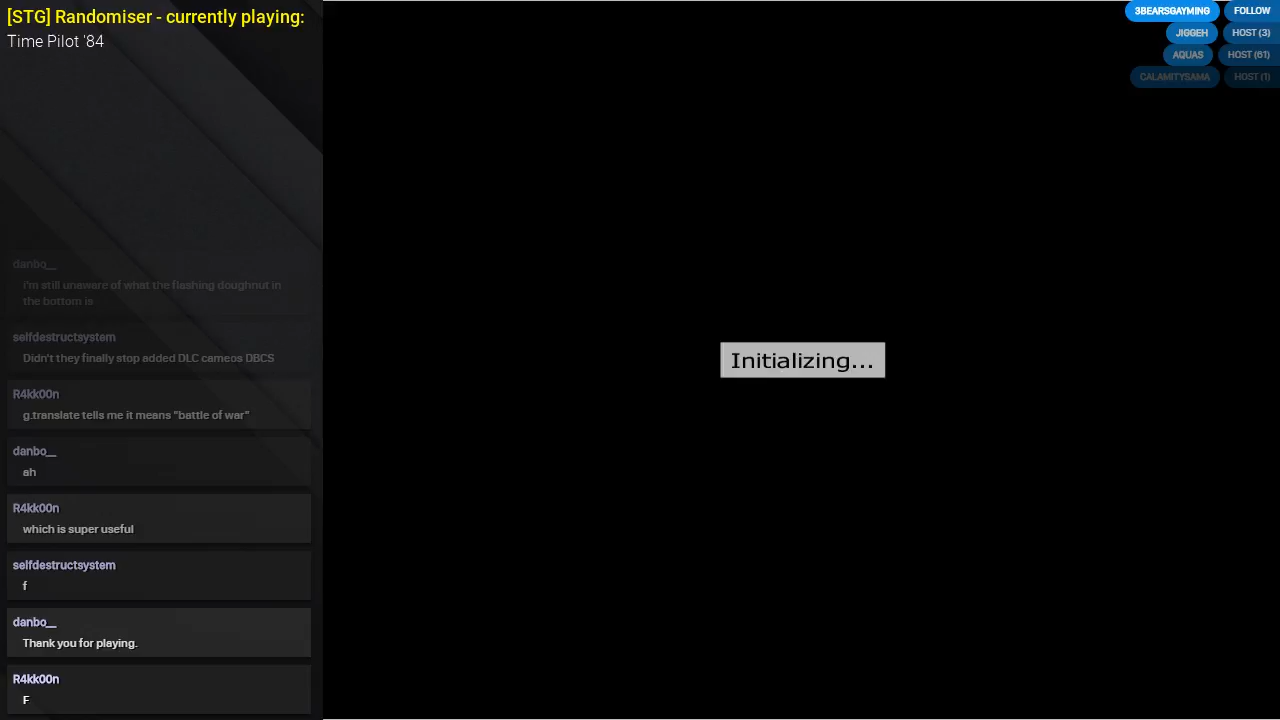 [STG] Randomiser - currently playing:
Time Pilot '84
3BEARSGAYMING FOLLOW
JIGGEH HOST (3)
AQUAS HOST (61)
CALAMITYSAMA HOST (1)
danbo__
i'm still unaware of what the flashing doughnut in
the bottom is
selfdestructsystem
Didn't they finally stop added DLC cameos DBCS
R4kk00n
g.translate tells me it means "battle of war"
danbo__
ah
R4kk00n
which is super useful
selfdestructsystem
f
danbo__
Thank you for playing.
R4kk00n
F
Initializing...